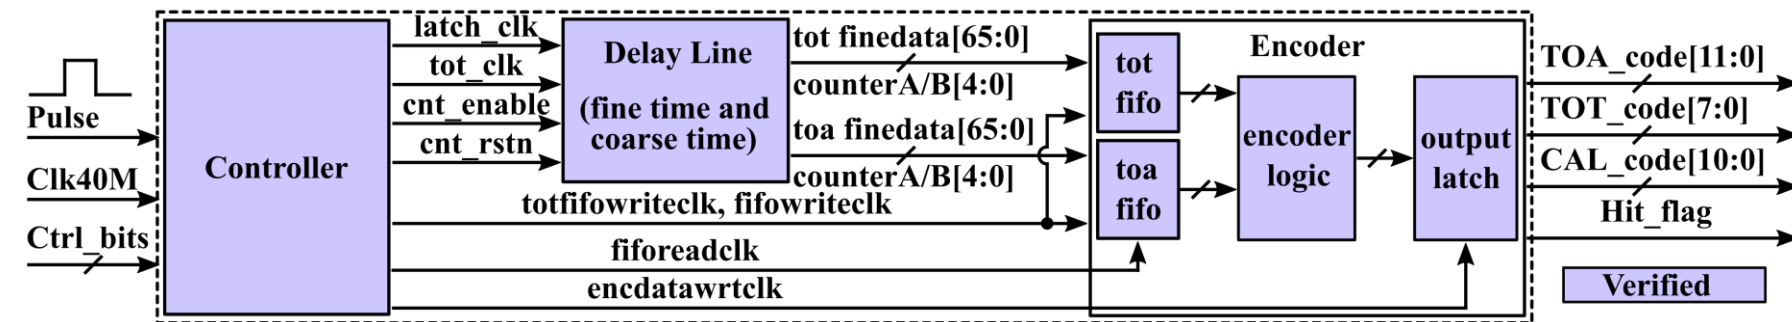 Pulse
Clk40M
Ctrl_bits
Controller
latch_clk
tot_clk
cnt_enable
cnt_rstn
Delay Line
(fine time and
coarse time)
tot finedata[65:0]
counterA/B[4:0]
toa finedata[65:0]
counterA/B[4:0]
totfifowriteclk, fifowriteclk
fiforeadclk
encdatawrtclk
Encoder
tot
fifo
toa
fifo
encoder
logic
output
latch
TOA_code[11:0]
TOT_code[7:0]
CAL_code[10:0]
Hit_flag
Verified